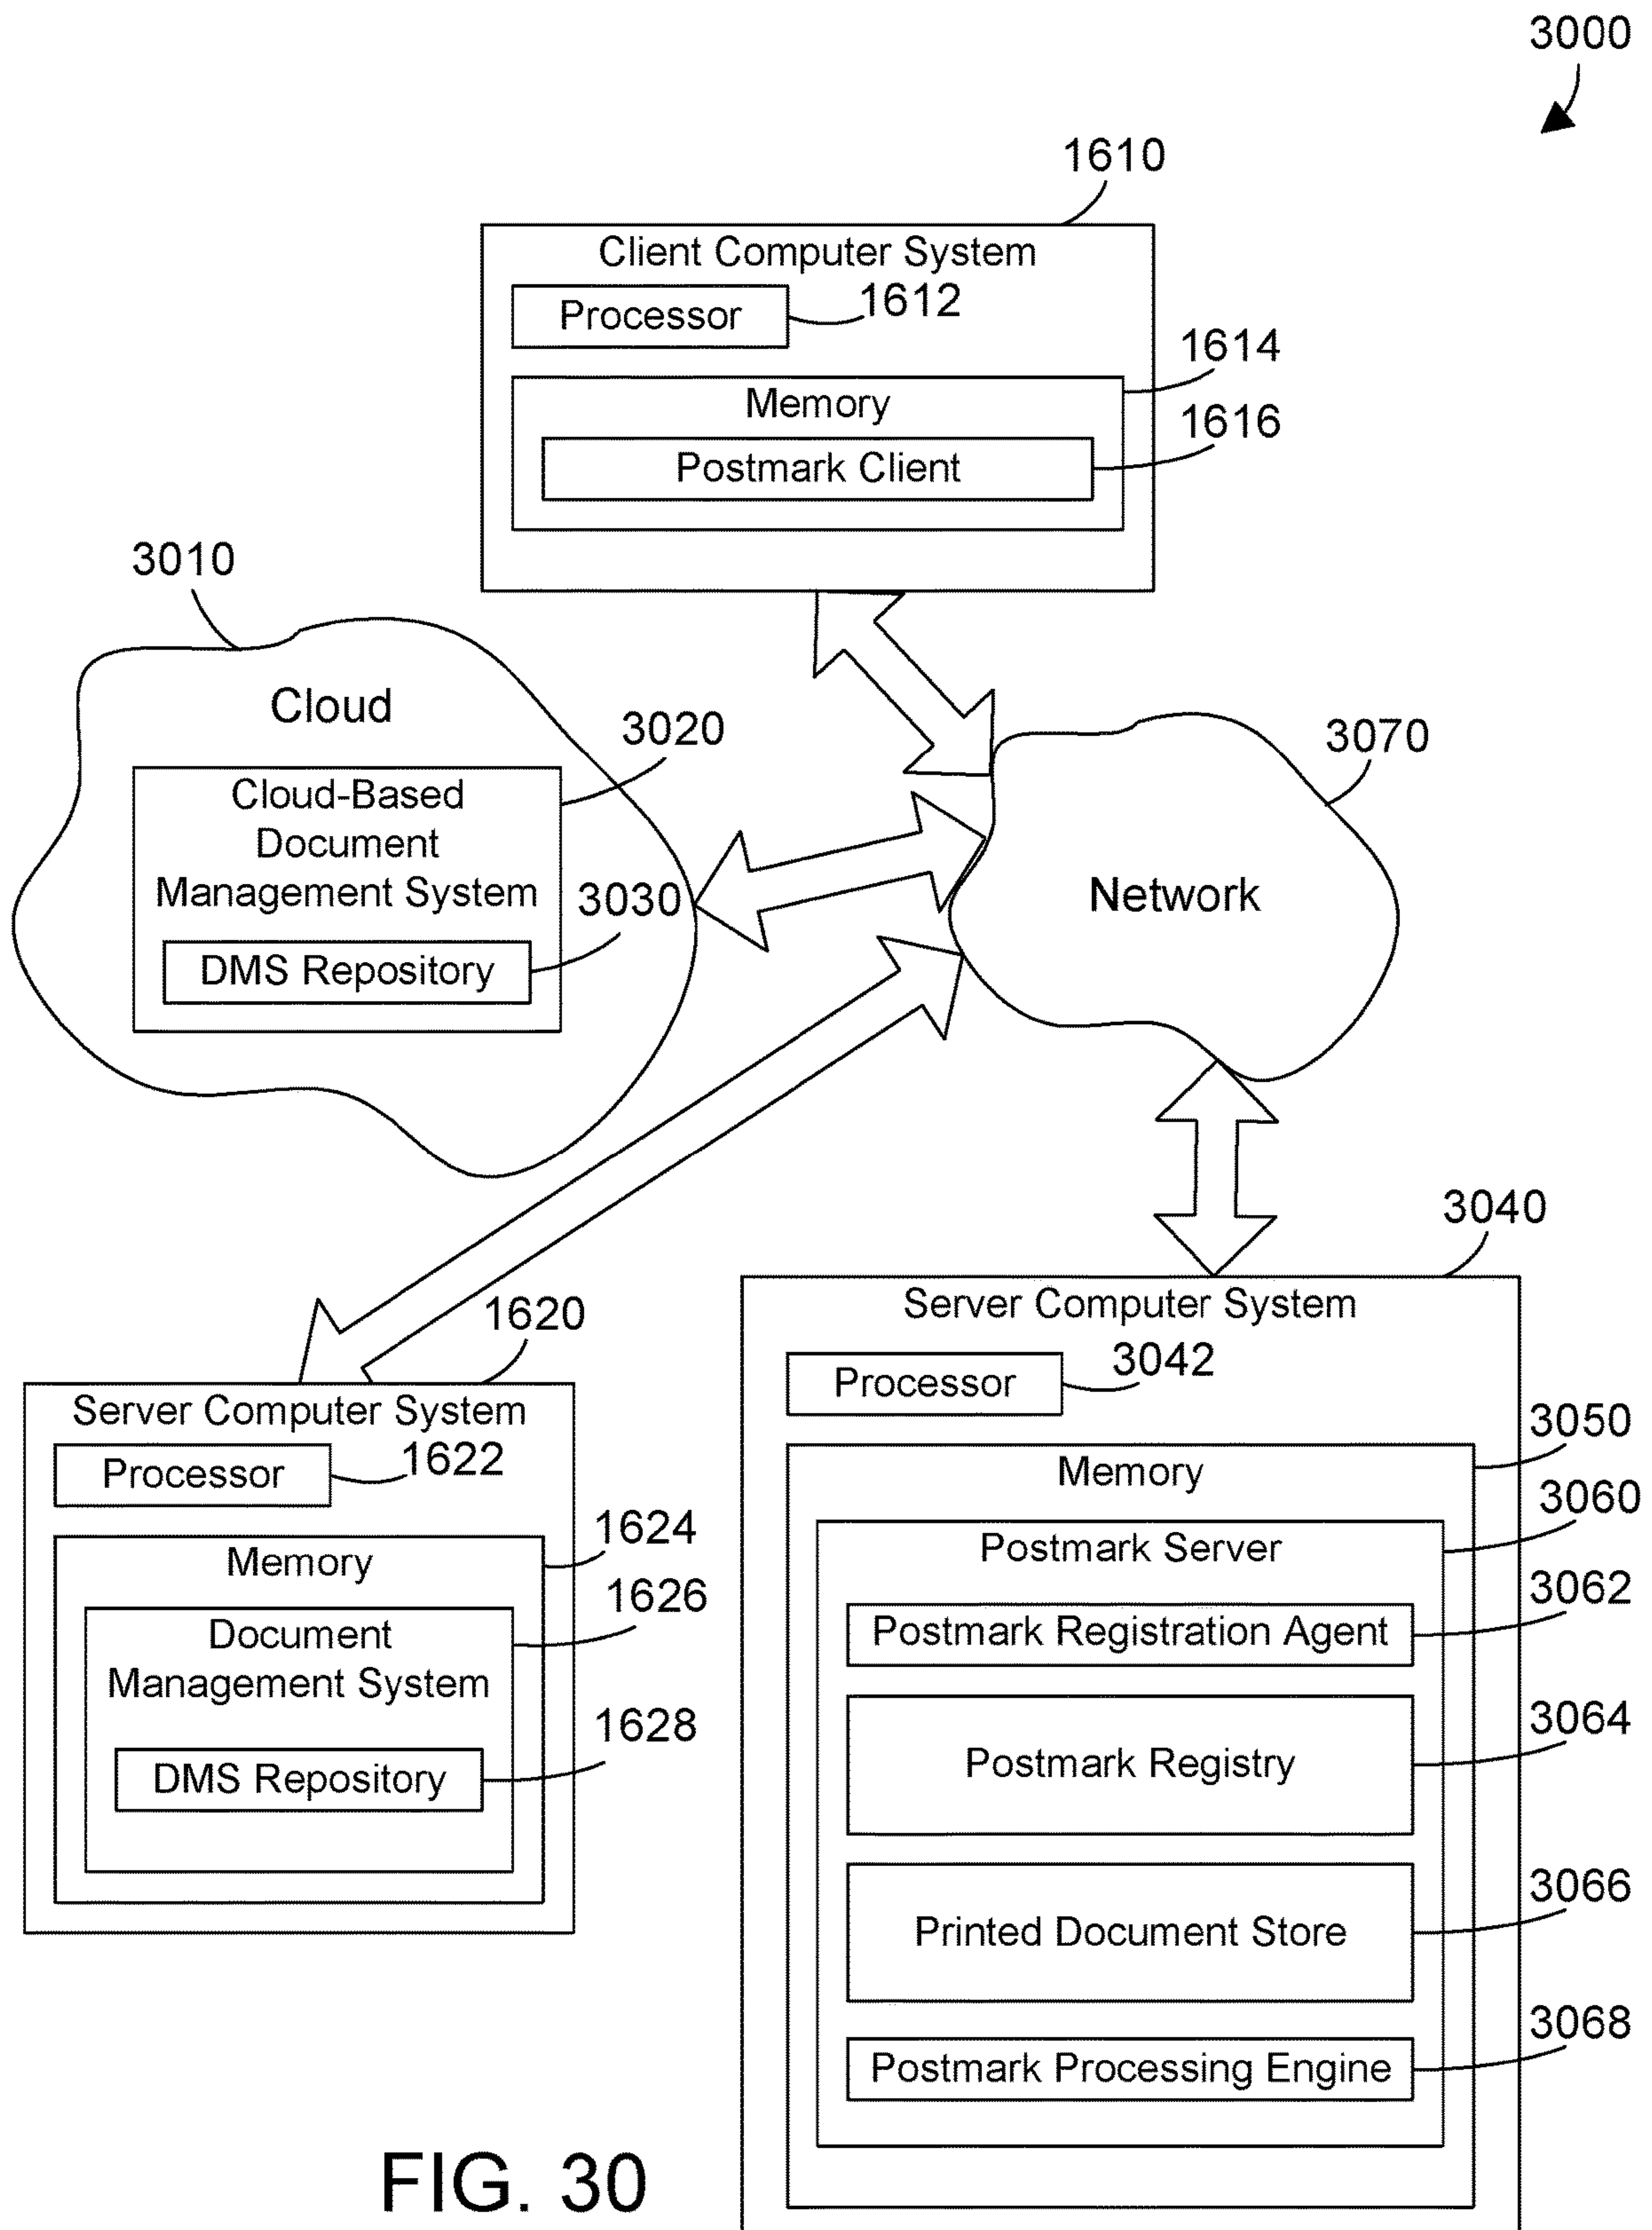 3000
1610
Client Computer System
Processor
1612
1614
Memory
1616
Postmark Client
3010
Cloud
3020
Cloud-Based
Document
Management System
3030
DMS Repository
3070
Network
3040
Server Computer System
Processor
3042
3050
Memory
3060
Postmark Server
3062
Postmark Registration Agent
3064
Postmark Registry
3066
Printed Document Store
3068
Postmark Processing Engine
1620
Server Computer System
Processor
1622
1624
Memory
1626
Document
Management System
1628
DMS Repository
FIG. 30